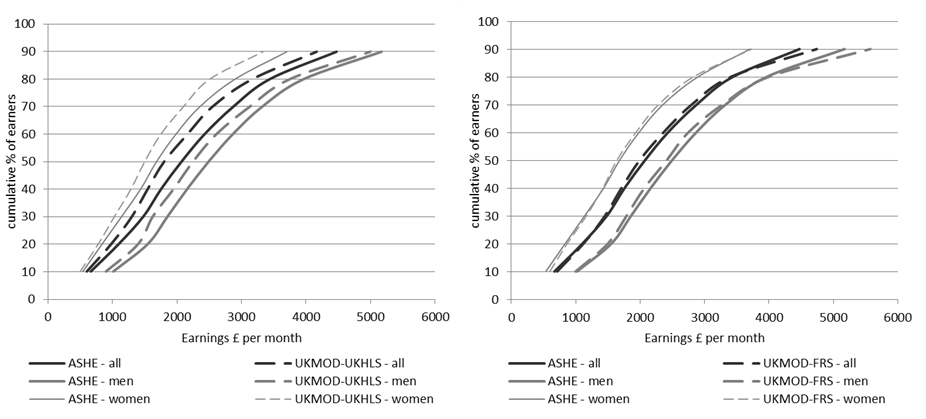 100
90
80
70
60
50
40
30
20
10
0
cumulative % of earners
0 1000 2000 3000 4000 5000 6000
Earnings £ per month
ASHE - all UKMOD-UKHLS - all
ASHE - men UKMOD-UKHLS - men
ASHE - women UKMOD-UKHLS - women
100
90
80
70
60
50
40
30
20
10
0
cumulative % of earners
0 1000 2000 3000 4000 5000 6000
Earnings £ per month
ASHE - all UKMOD-FRS - all
ASHE - men UKMOD-FRS - men
ASHE - women UKMOD-FRS - women